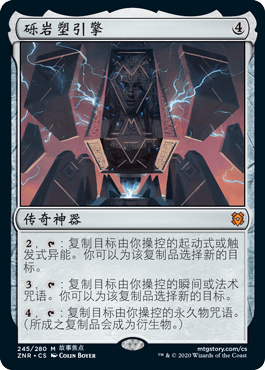 砾岩塑引擎 4
传奇神器
2，T：复制目标由你操控的起动式或触
发式异能。你可以为该复制品选择新的目
标。
3，T：复制目标由你操控的瞬间或法术
咒语。你可以为该复制品选择新的目标。
4，T：复制目标由你操控的永久物咒语。
（所成之复制品会成为衍生物。）
245/280 M 故事焦点
ZNR • CS COLIN BOYER
mtgstory.com/cs
™ & © 2020 Wizards of the Coast